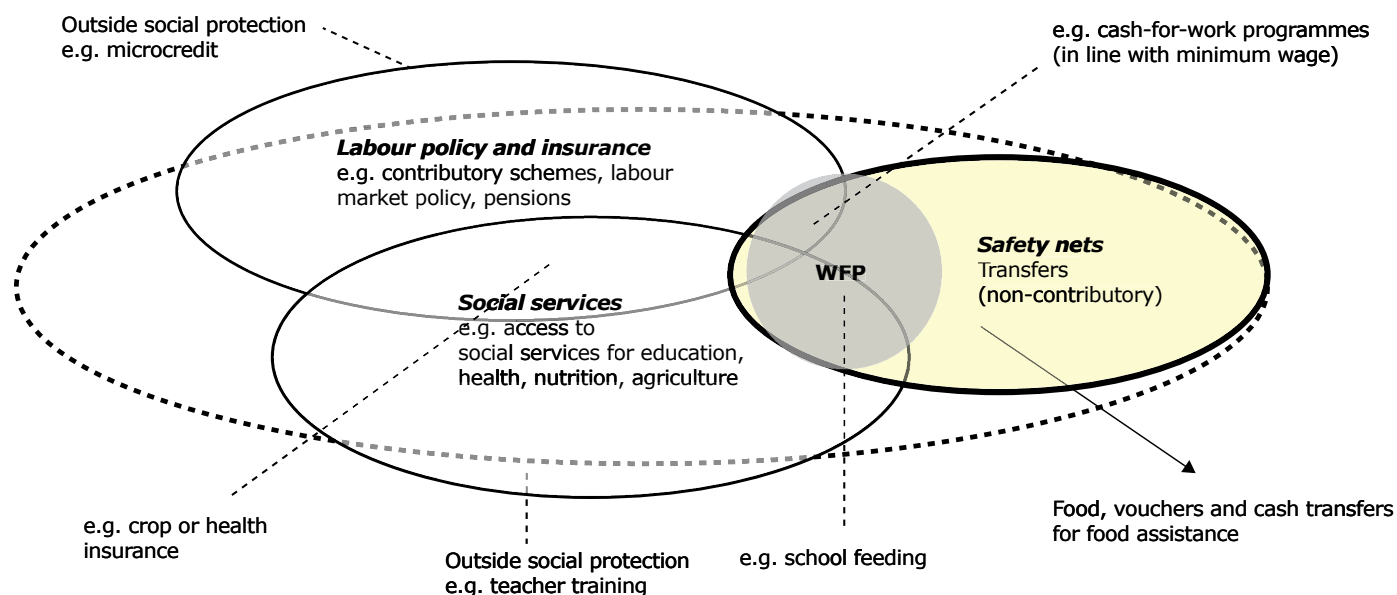 Outside social protection
e.g. microcredit
e.g. cash-for-work programmes
(in line with minimum wage)
Labour policy and insurance
e.g. contributory schemes, labour
market policy, pensions
Safety nets
Transfers
(non-contributory)
WFP
Social services
e.g. access to
social services for education,
health, nutrition, agriculture
Food, vouchers and cash transfers
for food assistance
e.g. crop or health
insurance
Outside social protection
e.g. teacher training
e.g. school feeding